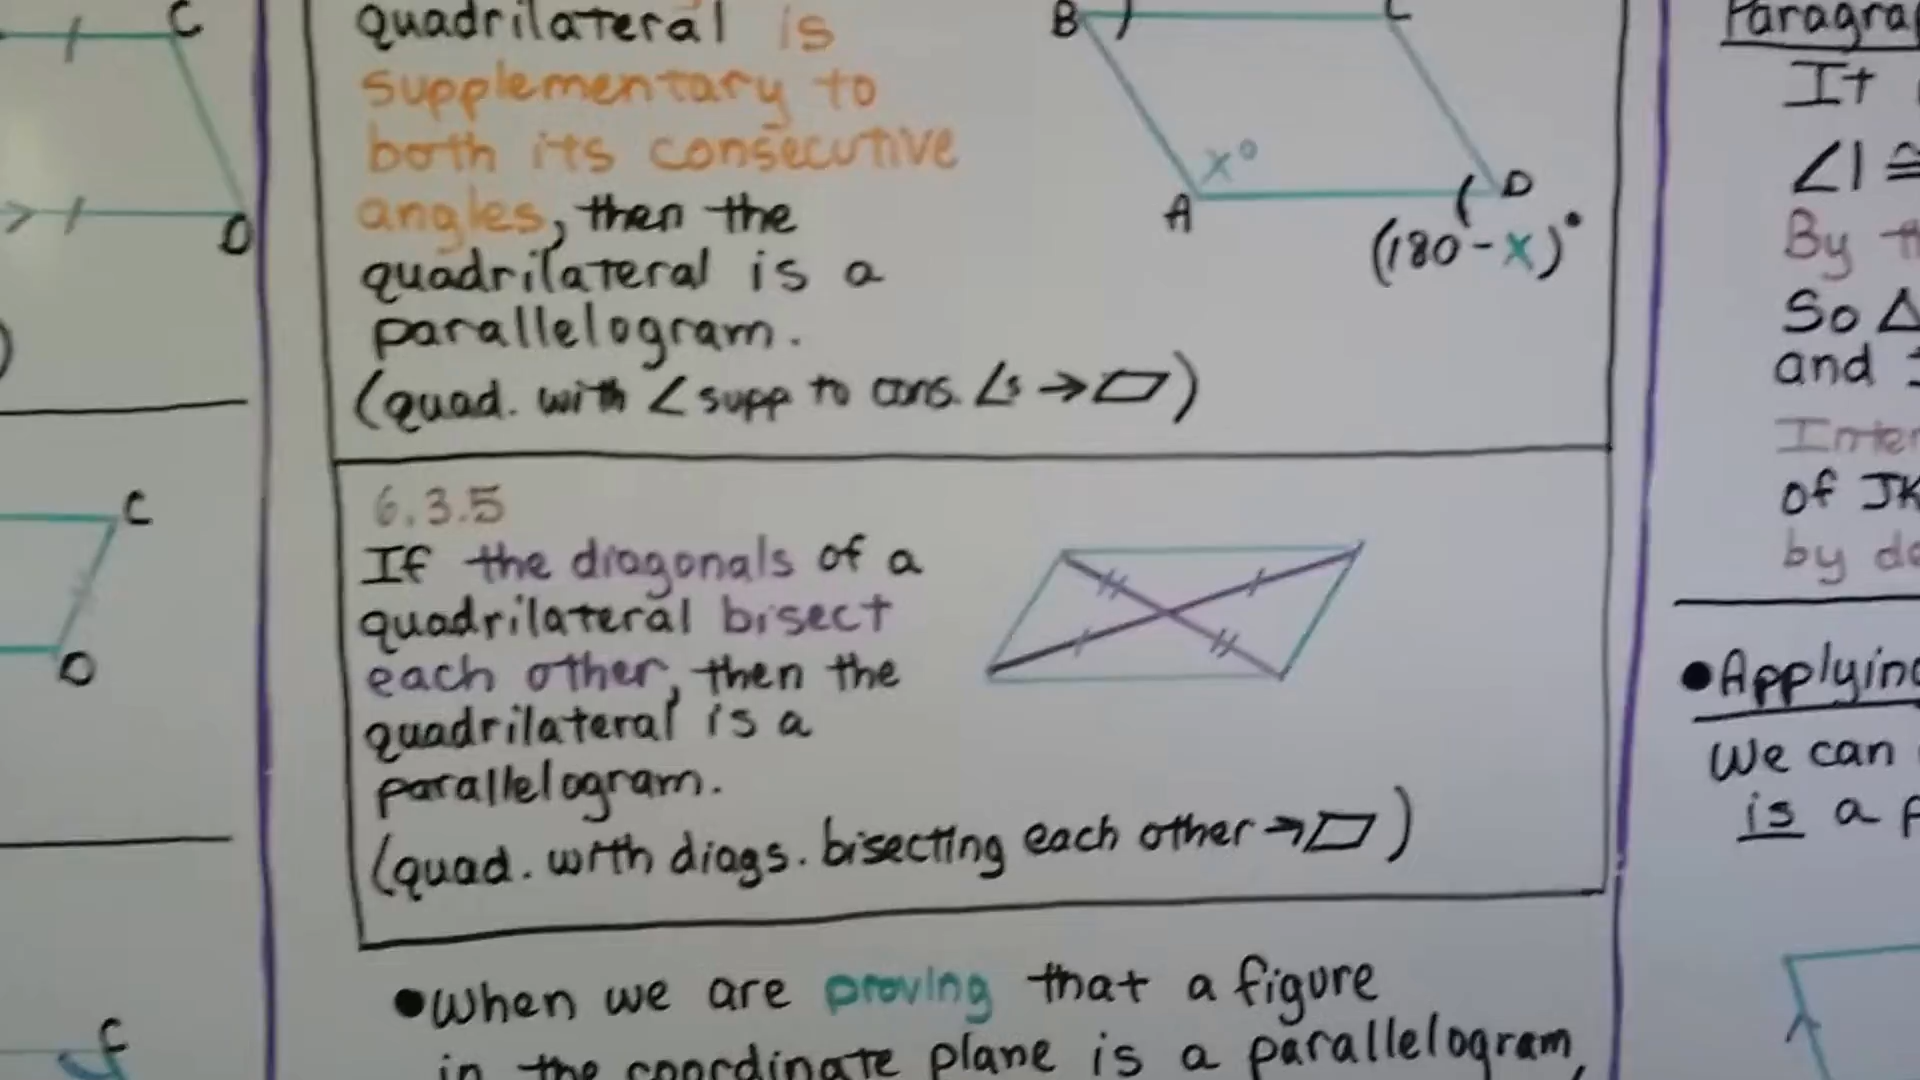 C
D
)
C
D
C
quadrilateral is
supplementary to
both its consecutive
angles, then the
quadrilateral is a
parallelogram.
(quad. with ∠ supp to cons. ∠s → ▱)
B
x°
A
D
(180-x)°
6.3.5
If the diagonals of a
quadrilateral bisect
each other, then the
quadrilateral is a
parallelogram.
(quad. with diags. bisecting each other → ▱)
• When we are proving that a figure
in the coordinate plane is a parallelogram,
It
∠1 ≅
By
So △
and
of JK
by
• Applying
We can
is a